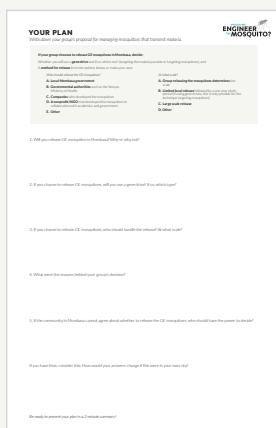 YOUR PLAN
Write down your group's proposal for managing mosquitoes that transmit malaria.
ENGINEER
MOSQUITO?
If your group chooses to release GE mosquitoes in Mombasa, decide:
Who should release the GE mosquitoes?
A. Local Mombasa government
B. Governmental authorities
C. Companies
D. A nonprofit/NGO
E. Other
At what scale?
A. Group releasing the mosquitoes determines
B. Limited local release
C. Large-scale release
D. Other
1. Will you release GE mosquitoes in Mombasa? Why or why not?
2. If you choose to release GE mosquitoes, will you use a gene drive? If so, which type?
3. If you choose to release GE mosquitoes, who should handle the release? At what scale?
4. What were the reasons behind your group's decision?
5. If the community in Mombasa cannot agree about whether to release the GE mosquitoes, who should have the power to decide?
If you have time, consider this: How would your answers change if this were in your own city?
Be ready to present your plan in a 2-minute summary!